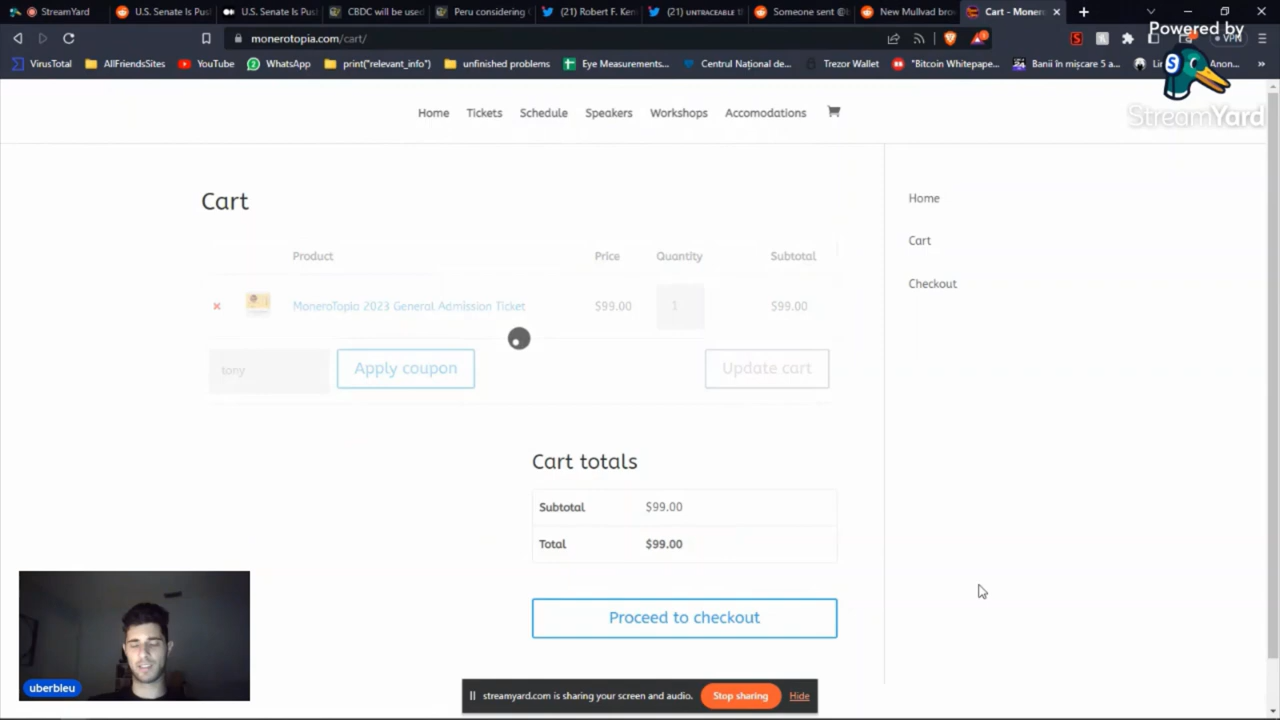 StreamYard
U.S. Senate Is Pus
U.S. Senate Is Pus
CBDC will be used
Peru considering
(21) Robert F. Ken
(21) ᴜɴᴛʀᴀᴄᴇᴀʙʟᴇ
Someone sent @b
New Mullvad bro
Cart - Moner
monerotopia.com/cart/
VPN
VirusTotal
AllFriendsSites
YouTube
WhatsApp
print("relevant_info")
unfinished problems
Eye Measurements...
Centrul Național de...
Trezor Wallet
"Bitcoin Whitepape...
Banii în mișcare 5 a...
Anon...
Powered by
StreamYard
Home
Tickets
Schedule
Speakers
Workshops
Accomodations
Cart
Product
Price
Quantity
Subtotal
MoneroTopia 2023 General Admission Ticket
$99.00
1
$99.00
tony
Apply coupon
Update cart
Cart totals
Subtotal $99.00
Total $99.00
Proceed to checkout
Home
Cart
Checkout
uberbleu
streamyard.com is sharing your screen and audio.
Stop sharing
Hide